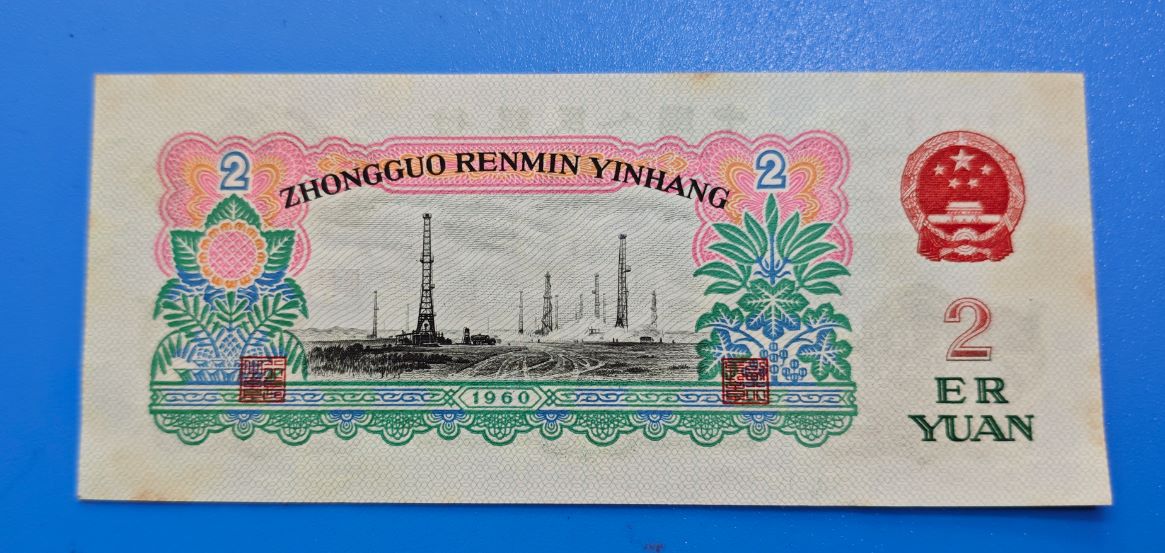 2
2
ZHONGGUO RENMIN YINHANG
1960
2
ER
YUAN